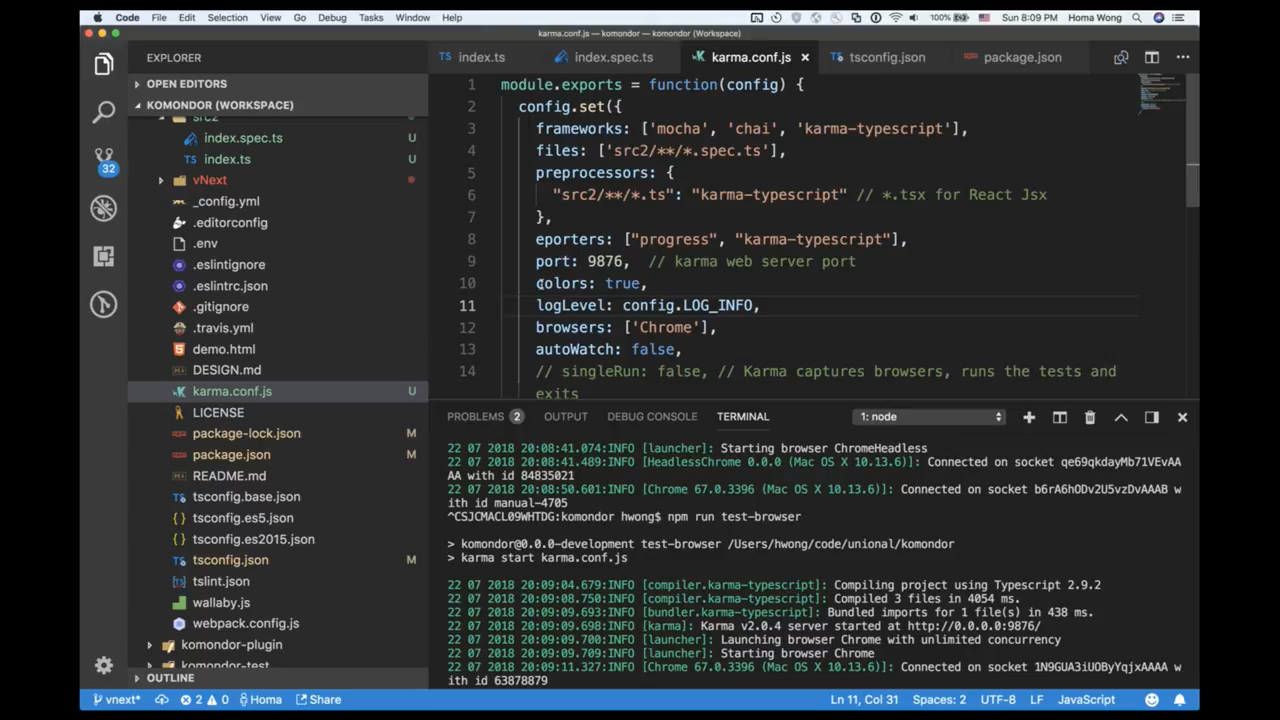 Code File Edit Selection View Go Debug Tasks Window Help 100% Sun 8:09 PM Homa Wong
karma.conf.js — komondor — komondor (Workspace)
EXPLORER
index.ts
index.spec.ts
karma.conf.js
tsconfig.json
package.json
OPEN EDITORS
KOMONDOR (WORKSPACE)
src2
index.spec.ts U
index.ts U
vNext
_config.yml
.editorconfig
.env
.eslintignore
.eslintrc.json
.gitignore
.travis.yml
demo.html
DESIGN.md
karma.conf.js U
LICENSE
package-lock.json M
package.json M
README.md
tsconfig.base.json
tsconfig.es5.json
tsconfig.es2015.json
tsconfig.json M
tslint.json
wallaby.js
webpack.config.js
komondor-plugin
komondor-test
OUTLINE
32
1 module.exports = function(config) {
2 config.set({
3 frameworks: ['mocha', 'chai', 'karma-typescript'],
4 files: ['src2/**/*.spec.ts'],
5 preprocessors: {
6 "src2/**/*.ts": "karma-typescript" // *.tsx for React Jsx
7 },
8 eporters: ["progress", "karma-typescript"],
9 port: 9876, // karma web server port
10 colors: true,
11 logLevel: config.LOG_INFO,
12 browsers: ['Chrome'],
13 autoWatch: false,
14 // singleRun: false, // Karma captures browsers, runs the tests and
exits
PROBLEMS 2 OUTPUT DEBUG CONSOLE TERMINAL 1: node
22 07 2018 20:08:41.074:INFO [launcher]: Starting browser ChromeHeadless
22 07 2018 20:08:41.489:INFO [HeadlessChrome 0.0.0 (Mac OS X 10.13.6)]: Connected on socket qe69qkdayMb71VEvAA
AA with id 84835021
22 07 2018 20:08:50.601:INFO [Chrome 67.0.3396 (Mac OS X 10.13.6)]: Connected on socket b6rA6hODv2U5vzDvAAAB w
ith id manual-4705
^CSJCMACL09WHTDG:komondor hwong$ npm run test-browser
> komondor@0.0.0-development test-browser /Users/hwong/code/unional/komondor
> karma start karma.conf.js
22 07 2018 20:09:04.679:INFO [compiler.karma-typescript]: Compiling project using Typescript 2.9.2
22 07 2018 20:09:08.750:INFO [compiler.karma-typescript]: Compiled 3 files in 4054 ms.
22 07 2018 20:09:09.693:INFO [bundler.karma-typescript]: Bundled imports for 1 file(s) in 438 ms.
22 07 2018 20:09:09.698:INFO [karma]: Karma v2.0.4 server started at http://0.0.0.0:9876/
22 07 2018 20:09:09.700:INFO [launcher]: Launching browser Chrome with unlimited concurrency
22 07 2018 20:09:09.709:INFO [launcher]: Starting browser Chrome
22 07 2018 20:09:11.327:INFO [Chrome 67.0.3396 (Mac OS X 10.13.6)]: Connected on socket 1N9GUA3iUOByYqjxAAAA w
ith id 63878879
vnext* 2 0 Homa Share Ln 11, Col 31 Spaces: 2 UTF-8 LF JavaScript